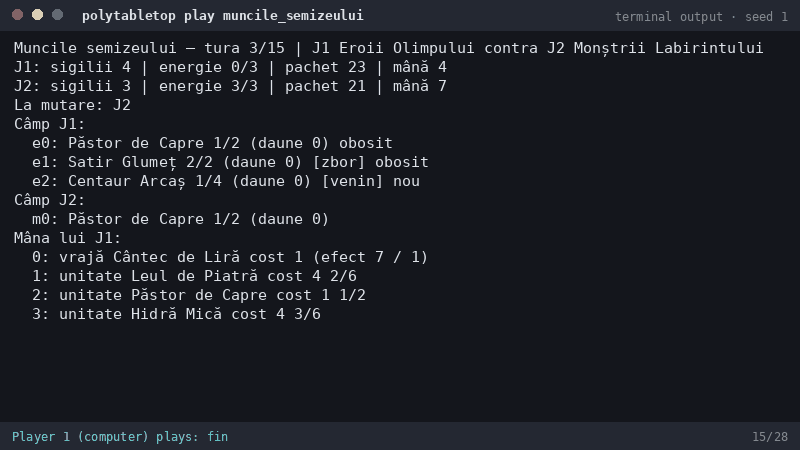 polytabletop play muncile_semizeului
terminal output · seed 1
Muncile semizeului — tura 3/15 | J1 Eroii Olimpului contra J2 Monștrii Labirintului
J1: sigilii 4 | energie 0/3 | pachet 23 | mână 4
J2: sigilii 3 | energie 3/3 | pachet 21 | mână 7
La mutare: J2
Câmp J1:
e0: Păstor de Capre 1/2 (daune 0) obosit
e1: Satir Glumeț 2/2 (daune 0) [zbor] obosit
e2: Centaur Arcaș 1/4 (daune 0) [venin] nou
Câmp J2:
m0: Păstor de Capre 1/2 (daune 0)
Mâna lui J1:
0: vrajă Cântec de Liră cost 1 (efect 7 / 1)
1: unitate Leul de Piatră cost 4 2/6
2: unitate Păstor de Capre cost 1 1/2
3: unitate Hidră Mică cost 4 3/6
Player 1 (computer) plays: fin
15/28